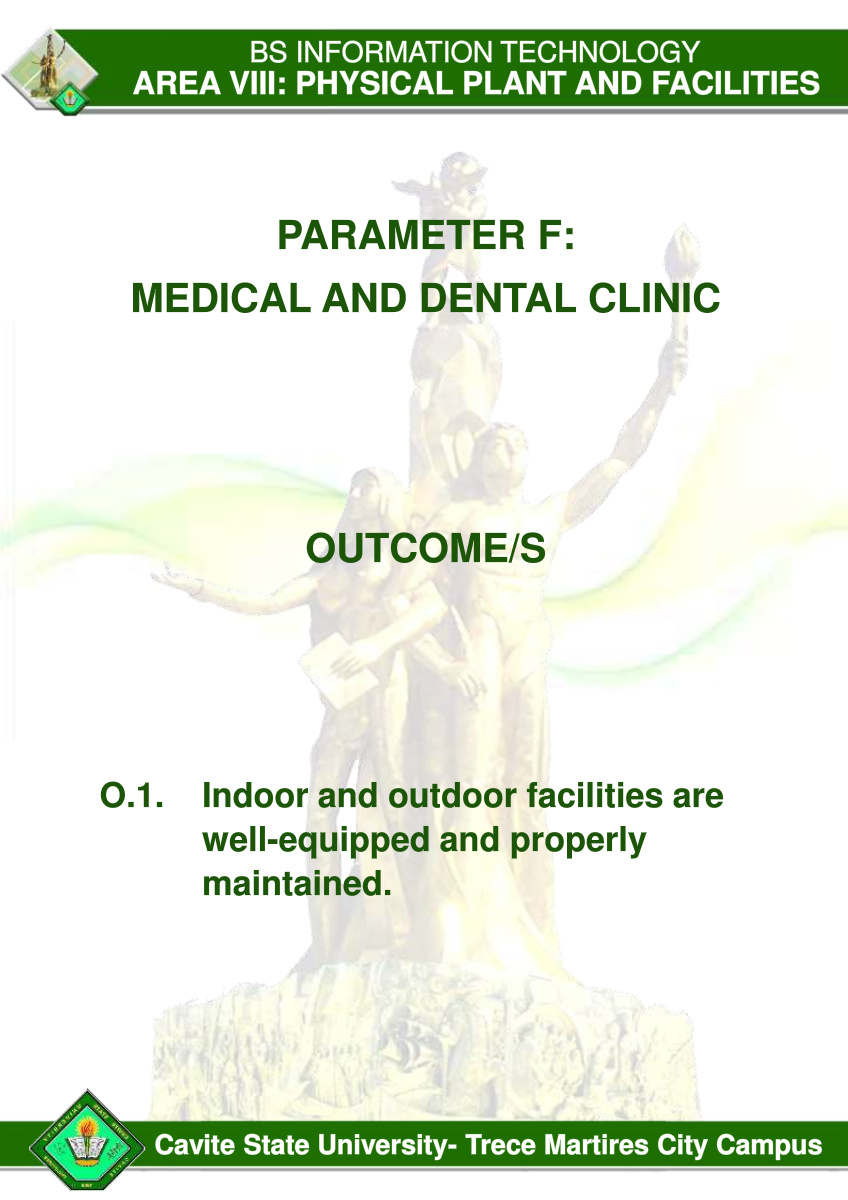 BS INFORMATION TECHNOLOGY
AREA VIII: PHYSICAL PLANT AND FACILITIES
PARAMETER F:
MEDICAL AND DENTAL CLINIC
OUTCOME/S
O.1. Indoor and outdoor facilities are
well-equipped and properly
maintained.
Cavite State University- Trece Martires City Campus